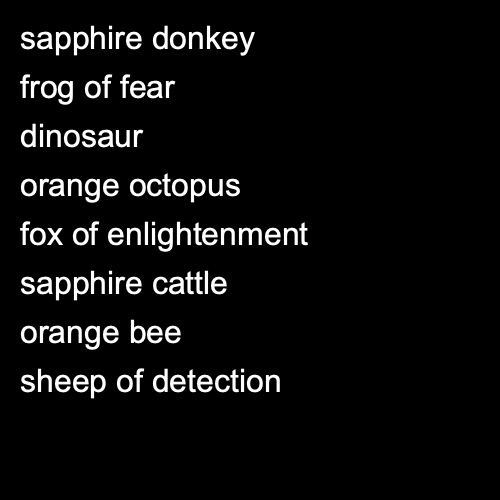 sapphire donkey
frog of fear
dinosaur
orange octopus
fox of enlightenment
sapphire cattle
orange bee
sheep of detection